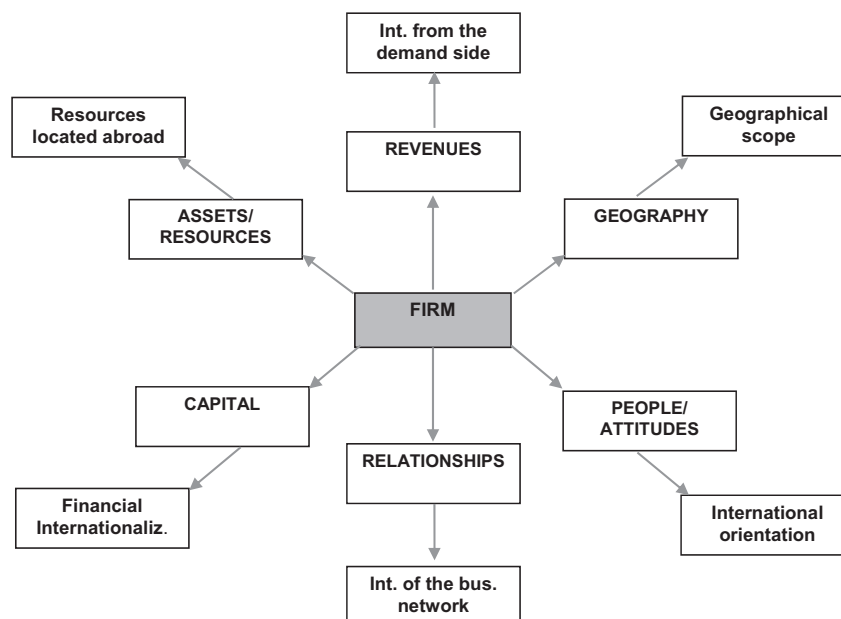 Int. from the
demand side
Resources
located abroad
Geographical
scope
REVENUES
ASSETS/
RESOURCES
GEOGRAPHY
FIRM
CAPITAL
PEOPLE/
ATTITUDES
RELATIONSHIPS
Financial
Internationaliz.
International
orientation
Int. of the bus.
network